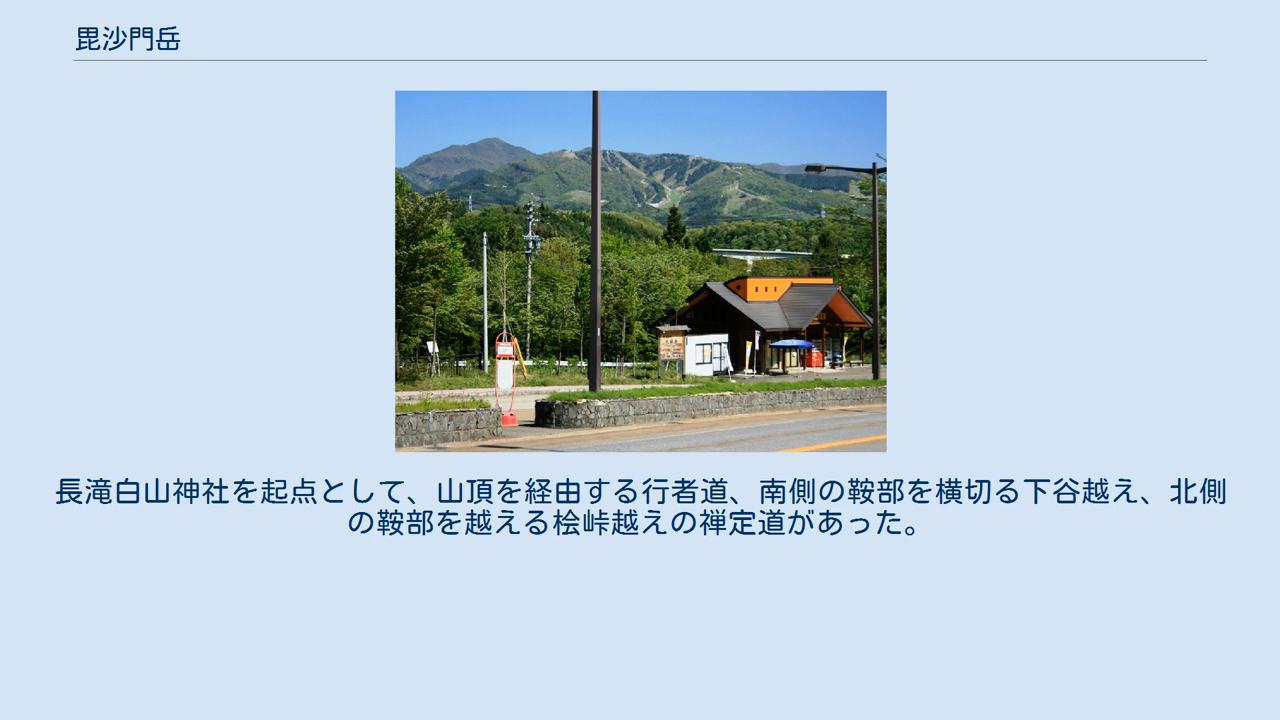 毘沙門岳
長滝白山神社を起点として、山頂を経由する行者道、南側の鞍部を横切る下谷越え、北側
の鞍部を越える桧峠越えの禅定道があった。